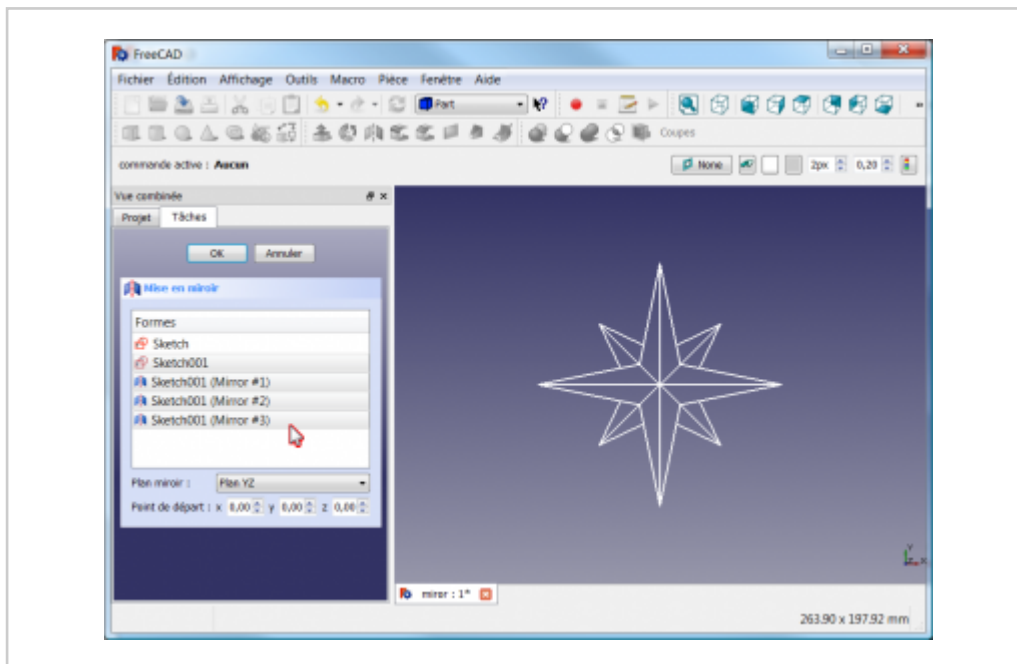 FreeCAD
Fichier Édition Affichage Outils Macro Pièce Fenêtre Aide
Part
Coupes
commande active : Aucun
None 2px 0,20
Vue combinée
Projet Tâches
OK Annuler
Mise en miroir
Formes
Sketch
Sketch001
Sketch001 (Mirror #1)
Sketch001 (Mirror #2)
Sketch001 (Mirror #3)
Plan miroir : Plan YZ
Point de départ : x 0,00 y 0,00 z 0,00
Y
X
miror : 1*
263.90 x 197.92 mm